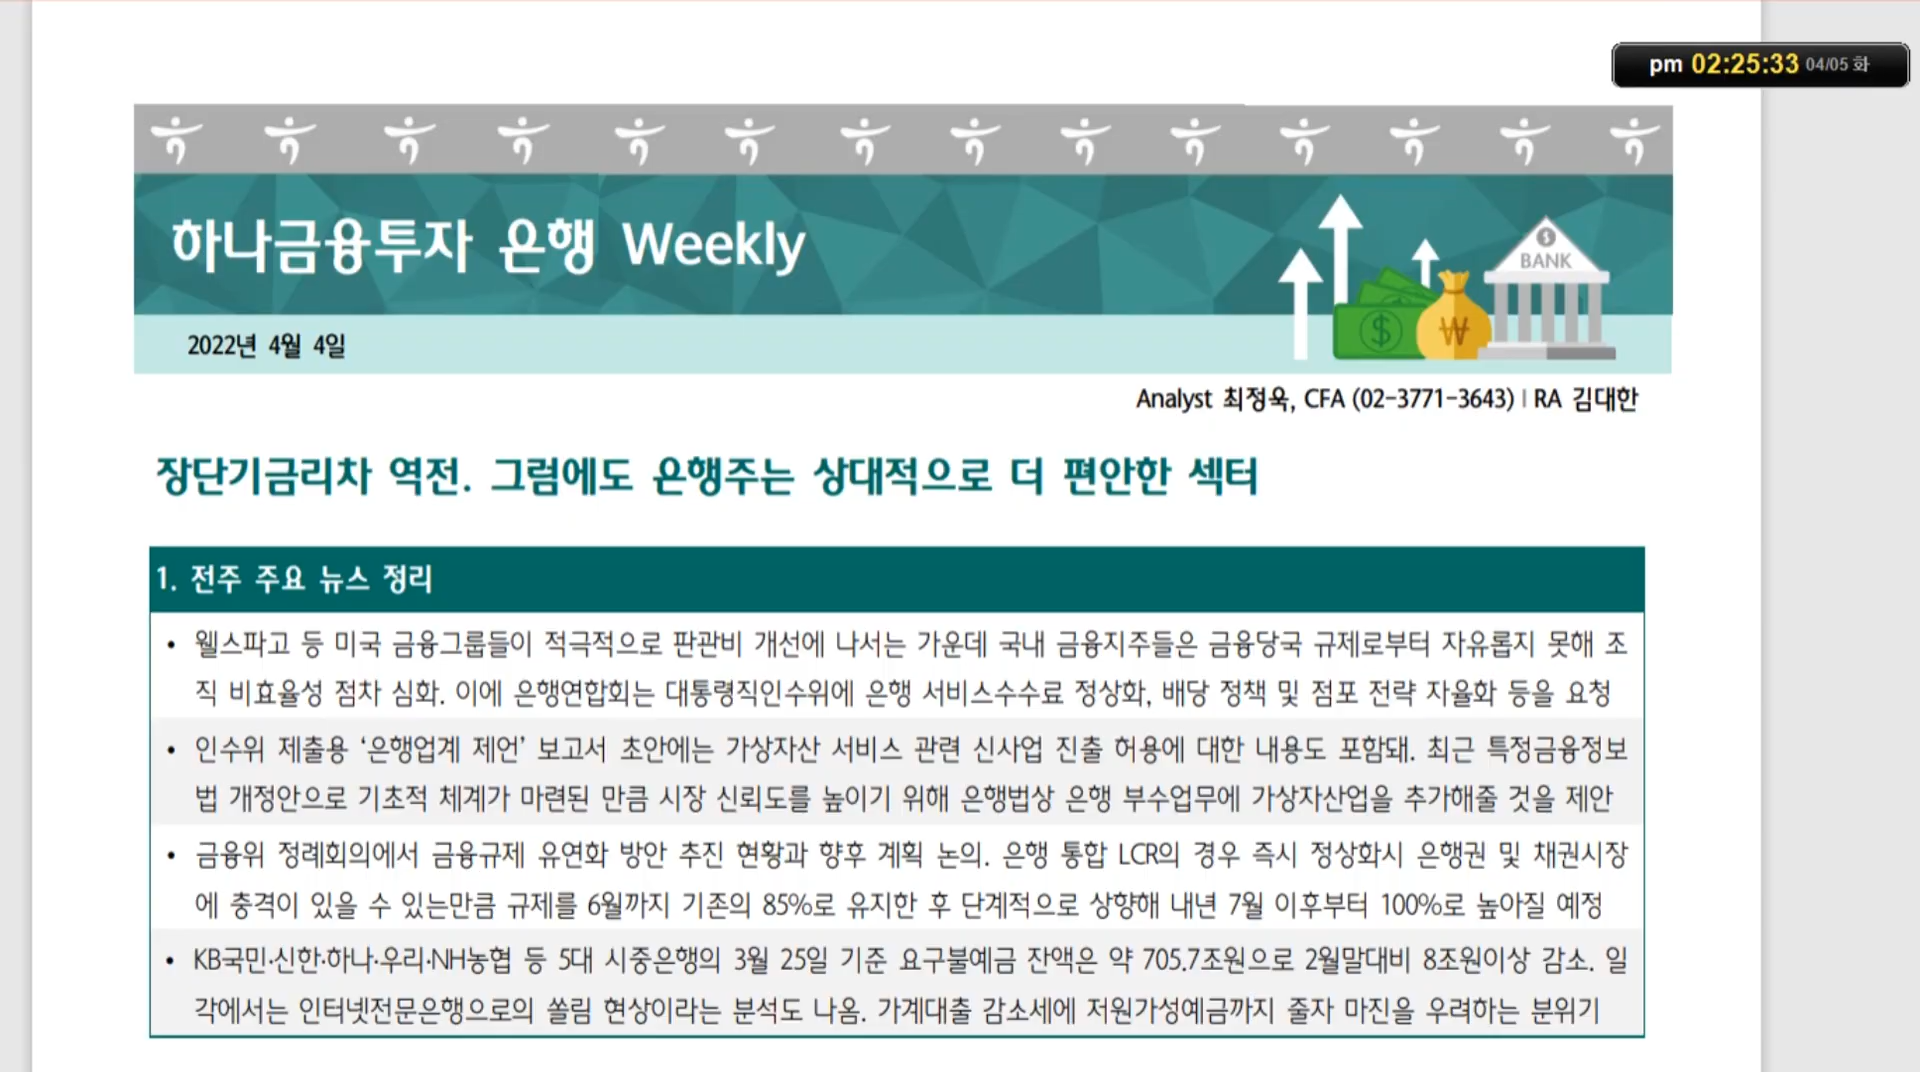 pm 02:25:33 04/05 화
하나금융투자 은행 Weekly
BANK
2022년 4월 4일
Analyst 최정욱, CFA (02-3771-3643) | RA 김대한
장단기금리차 역전. 그럼에도 은행주는 상대적으로 더 편안한 섹터
1. 전주 주요 뉴스 정리
• 웰스파고 등 미국 금융그룹들이 적극적으로 판관비 개선에 나서는 가운데 국내 금융지주들은 금융당국 규제로부터 자유롭지 못해 조
직 비효율성 점차 심화. 이에 은행연합회는 대통령직인수위에 은행 서비스수수료 정상화, 배당 정책 및 점포 전략 자율화 등을 요청
• 인수위 제출용 ‘은행업계 제언’ 보고서 초안에는 가상자산 서비스 관련 신사업 진출 허용에 대한 내용도 포함돼. 최근 특정금융정보
법 개정안으로 기초적 체계가 마련된 만큼 시장 신뢰도를 높이기 위해 은행법상 은행 부수업무에 가상자산업을 추가해줄 것을 제안
• 금융위 정례회의에서 금융규제 유연화 방안 추진 현황과 향후 계획 논의. 은행 통합 LCR의 경우 즉시 정상화시 은행권 및 채권시장
에 충격이 있을 수 있는만큼 규제를 6월까지 기존의 85%로 유지한 후 단계적으로 상향해 내년 7월 이후부터 100%로 높아질 예정
• KB국민·신한·하나·우리·NH농협 등 5대 시중은행의 3월 25일 기준 요구불예금 잔액은 약 705.7조원으로 2월말대비 8조원이상 감소. 일
각에서는 인터넷전문은행으로의 쏠림 현상이라는 분석도 나옴. 가계대출 감소세에 저원가성예금까지 줄자 마진을 우려하는 분위기